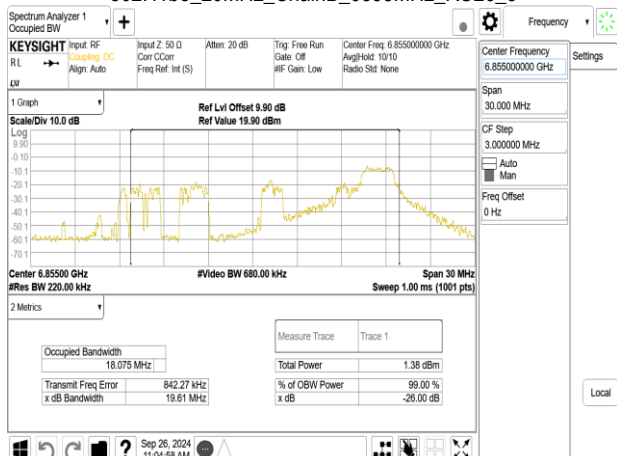 Spectrum Analyzer 1
Occupied BW
+
Frequency
KEYSIGHT
RL
Input: RF
Coupling: DC
Align: Auto
Input Z: 50 Ω
Corr CCorr
Freq Ref: Int (S)
Atten: 20 dB
Trig: Free Run
Gate: Off
#IF Gain: Low
Center Freq: 6.855000000 GHz
Avg|Hold: 10/10
Radio Std: None
Center Frequency
6.855000000 GHz
Settings
Span
30.000 MHz
CF Step
3.000000 MHz
Auto
Man
Freq Offset
0 Hz
1 Graph
Scale/Div 10.0 dB
Ref Lvl Offset 9.90 dB
Ref Value 19.90 dBm
Log
9.90
-0.10
-10.1
-20.1
-30.1
-40.1
-50.1
-60.1
-70.1
Center 6.85500 GHz
#Video BW 680.00 kHz
Span 30 MHz
#Res BW 220.00 kHz
Sweep 1.00 ms (1001 pts)
2 Metrics
Measure Trace
Trace 1
Occupied Bandwidth
18.075 MHz
Total Power
1.38 dBm
Transmit Freq Error
842.27 kHz
% of OBW Power
99.00 %
x dB Bandwidth
19.61 MHz
x dB
-26.00 dB
Local
?
Sep 26, 2024
11:04:58 AM